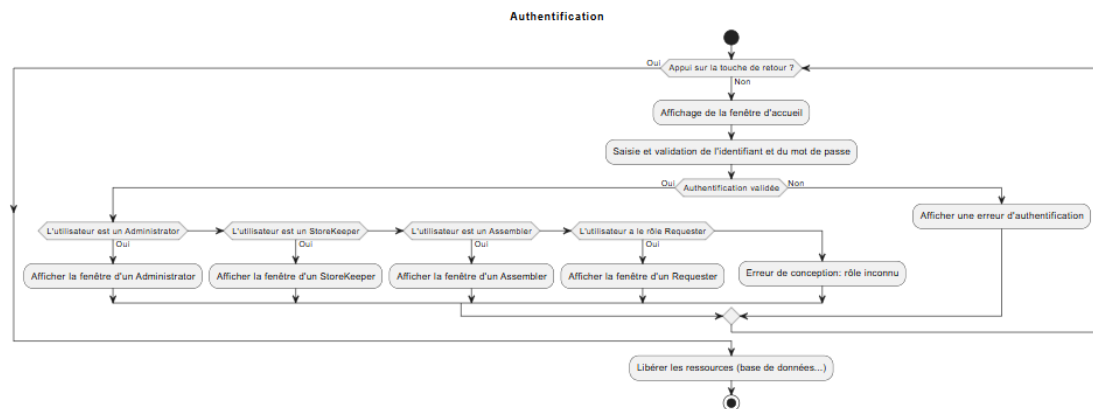 Authentification
Oui
Appui sur la touche de retour ?
Non
Affichage de la fenêtre d'accueil
Saisie et validation de l'identifiant et du mot de passe
Oui
Authentification validée
Non
Afficher une erreur d'authentification
L'utilisateur est un Administrator
L'utilisateur est un StoreKeeper
L'utilisateur est un Assembler
L'utilisateur a le rôle Requester
Oui
Oui
Oui
Oui
Afficher la fenêtre d'un Administrator
Afficher la fenêtre d'un StoreKeeper
Afficher la fenêtre d'un Assembler
Afficher la fenêtre d'un Requester
Erreur de conception: rôle inconnu
Libérer les ressources (base de données...)